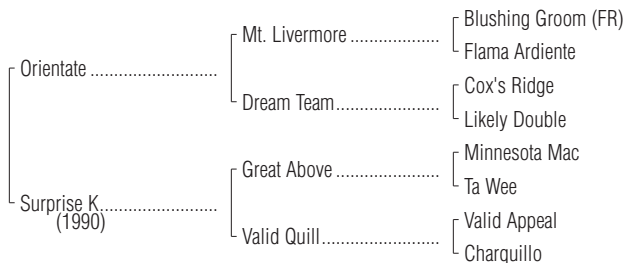 Blushing Groom (FR)
Mt. Livermore ....................
Flama Ardiente
Orientate ............................
Cox's Ridge
Dream Team.......................
Likely Double
Minnesota Mac
Great Above .......................
Ta Wee
Surprise K..........................
(1990)
Valid Appeal
Valid Quill..........................
Charquillo